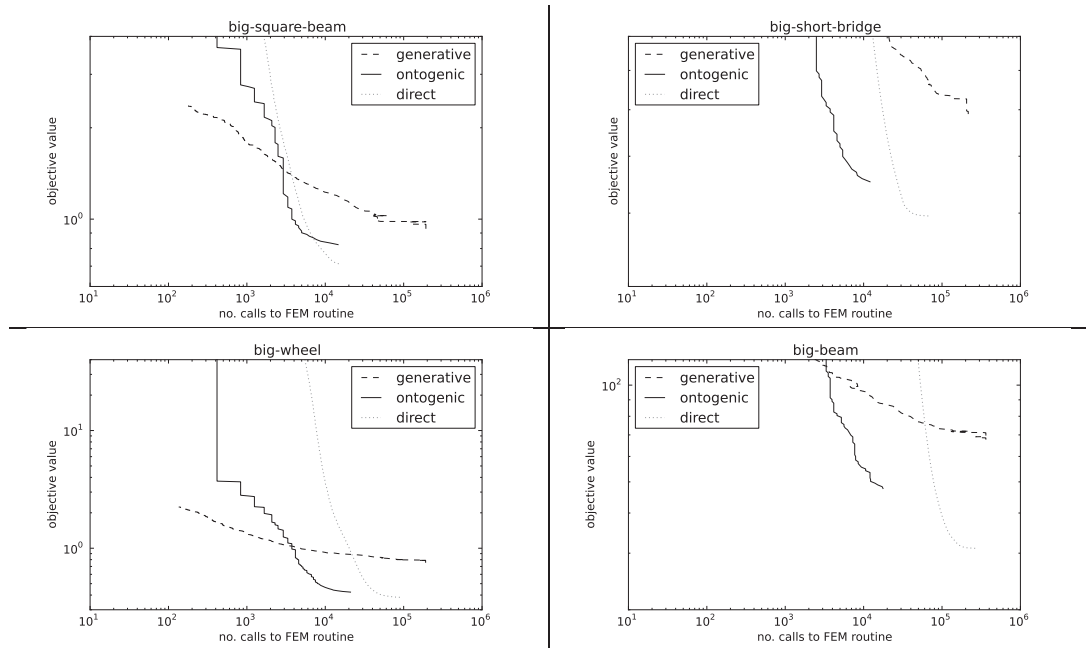 big-square-beam
generative
ontogenic
direct
objective value
10^0
10^1 10^2 10^3 10^4 10^5 10^6
no. calls to FEM routine
big-short-bridge
generative
ontogenic
direct
objective value
10^1 10^2 10^3 10^4 10^5 10^6
no. calls to FEM routine
big-wheel
generative
ontogenic
direct
objective value
10^1
10^0
10^1 10^2 10^3 10^4 10^5 10^6
no. calls to FEM routine
big-beam
generative
ontogenic
direct
objective value
10^2
10^1 10^2 10^3 10^4 10^5 10^6
no. calls to FEM routine